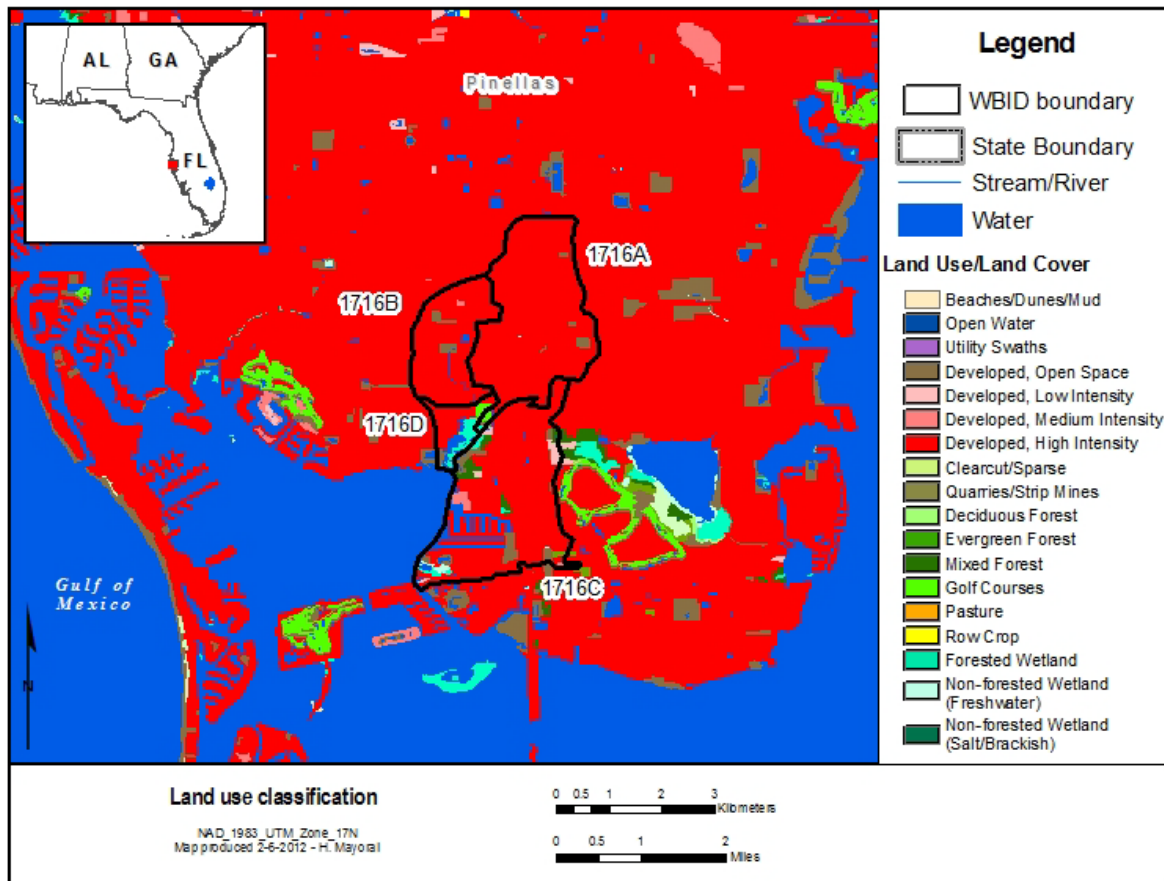 AL
GA
FL
Pinellas
1716A
1716B
1716D
1716C
Gulf of
Mexico
N
Legend
WBID boundary
State Boundary
Stream/River
Water
Land Use/Land Cover
Beaches/Dunes/Mud
Open Water
Utility Swaths
Developed, Open Space
Developed, Low Intensity
Developed, Medium Intensity
Developed, High Intensity
Clearcut/Sparse
Quarries/Strip Mines
Deciduous Forest
Evergreen Forest
Mixed Forest
Golf Courses
Pasture
Row Crop
Forested Wetland
Non-forested Wetland
(Freshwater)
Non-forested Wetland
(Salt/Brackish)
Land use classification
NAD_1983_UTM_Zone_17N
Map produced 2-6-2012 - H. Mayorall
0 0.5 1 2 3
Kilometers
0 0.5 1 2
Miles